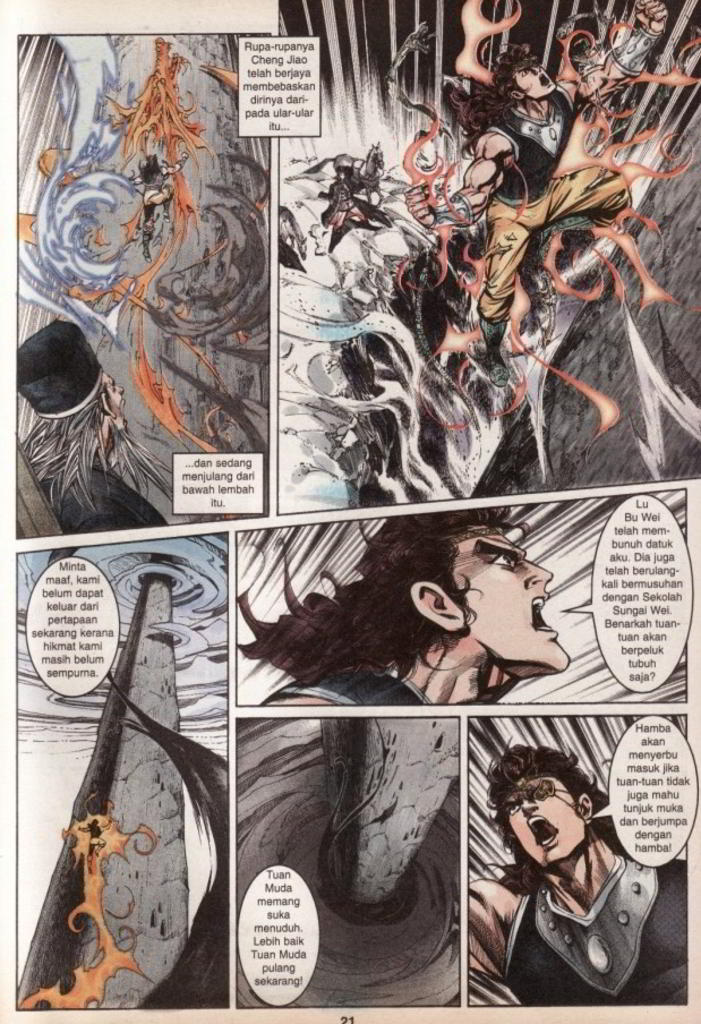 Rupa-rupanya
Cheng Jiao
telah berjaya
membebaskan
dirinya dari-
pada ular-ular
itu...
...dan sedang
menjulang dari
bawah lembah
itu.
Lu
Bu Wei
telah mem-
bunuh datuk
aku. Dia juga
telah berulang-
kali bermusuhan
dengan Sekolah
Sungai Wei.
Benarkah tuan-
tuan akan
berpeluk
tubuh
saja?
Minta
maaf, kami
belum dapat
keluar dari
pertapaan
sekarang kerana
hikmat kami
masih belum
sempurna.
Tuan
Muda
memang
suka
menuduh.
Lebih baik
Tuan Muda
pulang
sekarang!
Hamba
akan
menyerbu
masuk jika
tuan-tuan tidak
juga mahu
tunjuk muka
dan berjumpa
dengan
hamba!
21